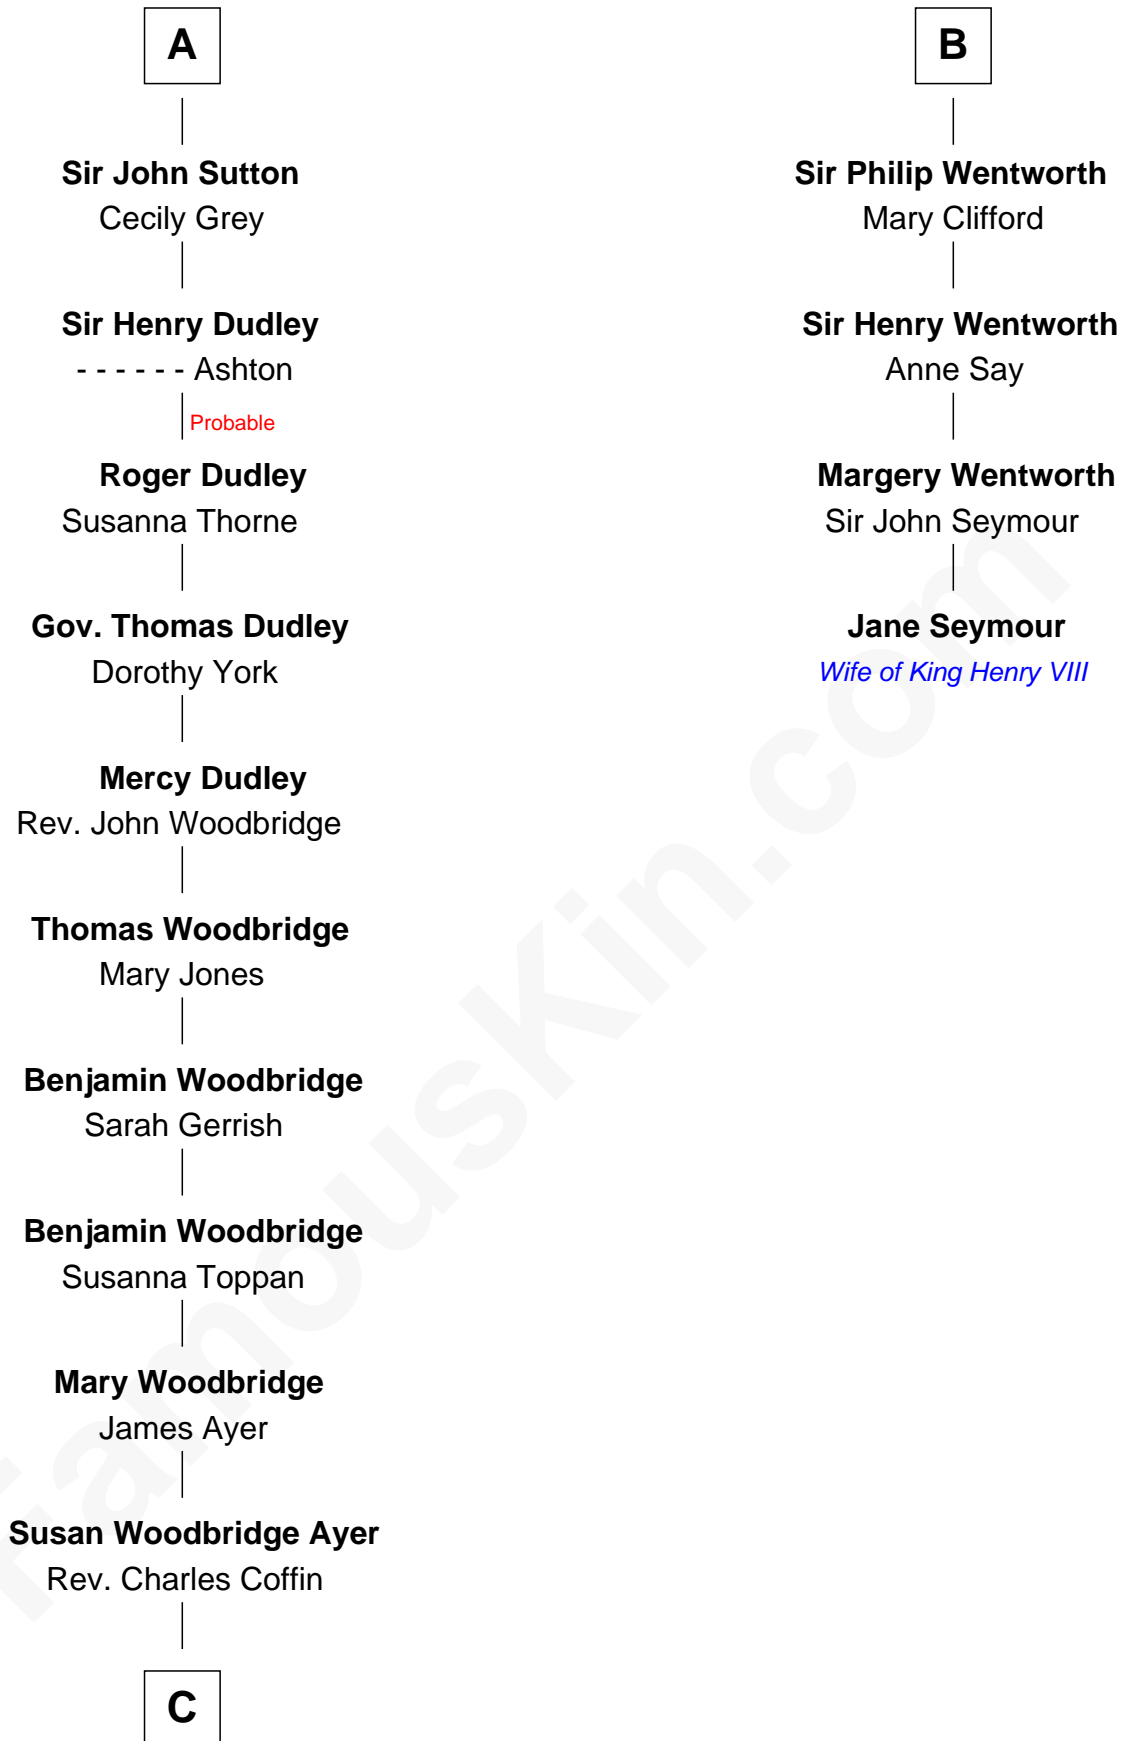 A
Sir John Sutton
Cecily Grey
Sir Henry Dudley
- - - - - - Ashton
Probable
Roger Dudley
Susanna Thorne
Gov. Thomas Dudley
Dorothy York
Mercy Dudley
Rev. John Woodbridge
Thomas Woodbridge
Mary Jones
Benjamin Woodbridge
Sarah Gerrish
Benjamin Woodbridge
Susanna Toppan
Mary Woodbridge
James Ayer
Susan Woodbridge Ayer
Rev. Charles Coffin
C
B
Sir Philip Wentworth
Mary Clifford
Sir Henry Wentworth
Anne Say
Margery Wentworth
Sir John Seymour
Jane Seymour
Wife of King Henry VIII
FamousKin.com